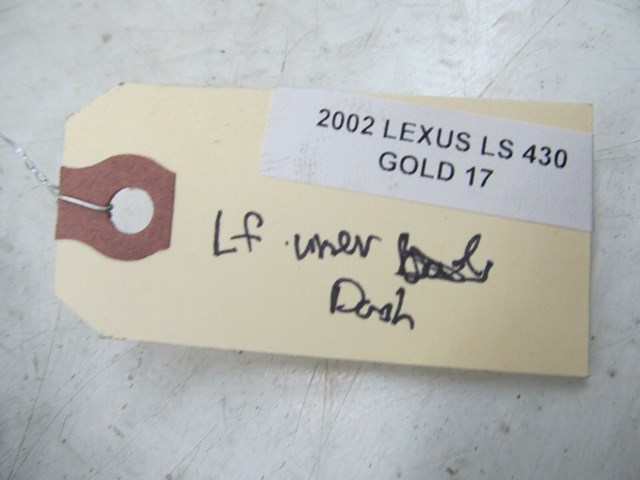 2002 LEXUS LS 430
GOLD 17
Lf uner
Dash